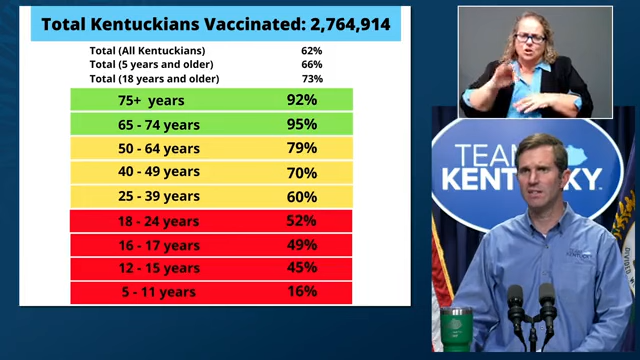 Total Kentuckians Vaccinated: 2,764,914
Total (All Kentuckians) 62%
Total (5 years and older) 66%
Total (18 years and older) 73%
75+ years 92%
65 - 74 years 95%
50 - 64 years 79%
40 - 49 years 70%
25 - 39 years 60%
18 - 24 years 52%
16 - 17 years 49%
12 - 15 years 45%
5 - 11 years 16%
TEAM
KENTUCKY
TEAM
KENTUCKY